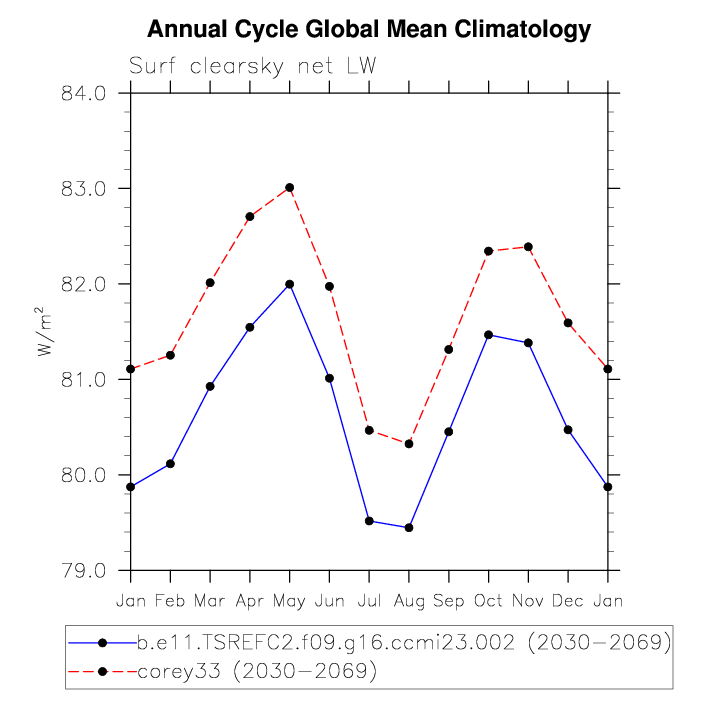 Annual Cycle Global Mean Climatology
Surf clearsky net LW
84.0
83.0
82.0
81.0
80.0
79.0
W/m²
Jan Feb Mar Apr May Jun Jul Aug Sep Oct Nov Dec Jan
b.e11.TSREFC2.f09.g16.ccmi23.002 (2030-2069)
corey33 (2030-2069)